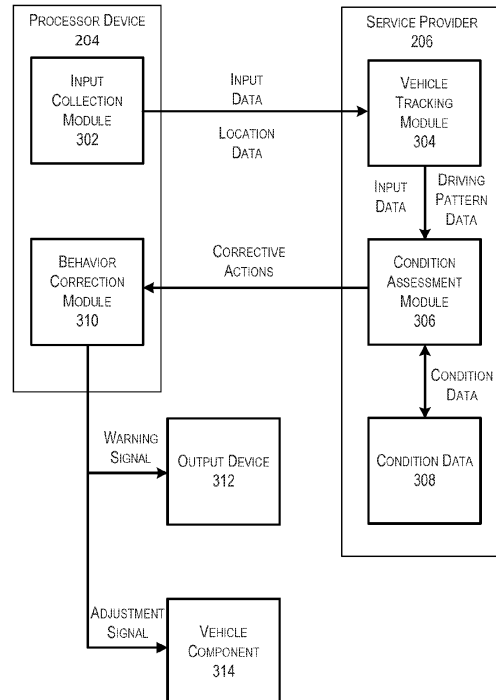 PROCESSOR DEVICE
204
SERVICE PROVIDER
206
INPUT
COLLECTION
MODULE
302
INPUT
DATA
LOCATION
DATA
VEHICLE
TRACKING
MODULE
304
INPUT
DATA
DRIVING
PATTERN
DATA
BEHAVIOR
CORRECTION
MODULE
310
CORRECTIVE
ACTIONS
CONDITION
ASSESSMENT
MODULE
306
CONDITION
DATA
WARNING
SIGNAL
OUTPUT DEVICE
312
CONDITION DATA
308
ADJUSTMENT
SIGNAL
VEHICLE
COMPONENT
314